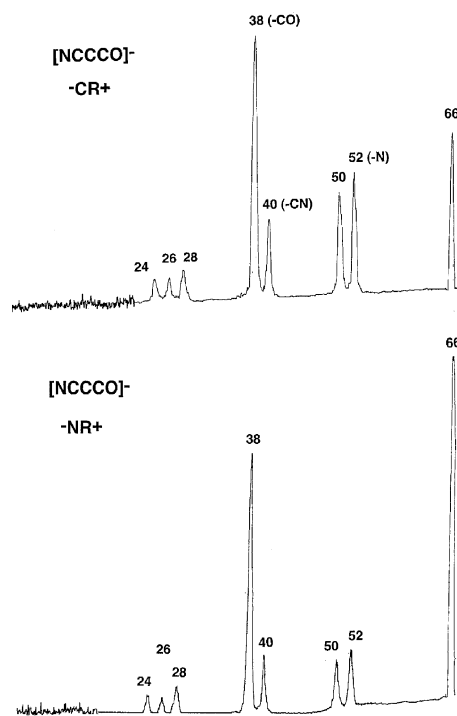 38 (-CO)
[NCCCO]-
-CR+
66
52 (-N)
50
40 (-CN)
24 26 28
[NCCCO]-
-NR+
66
38
40
50 52
26
24 28